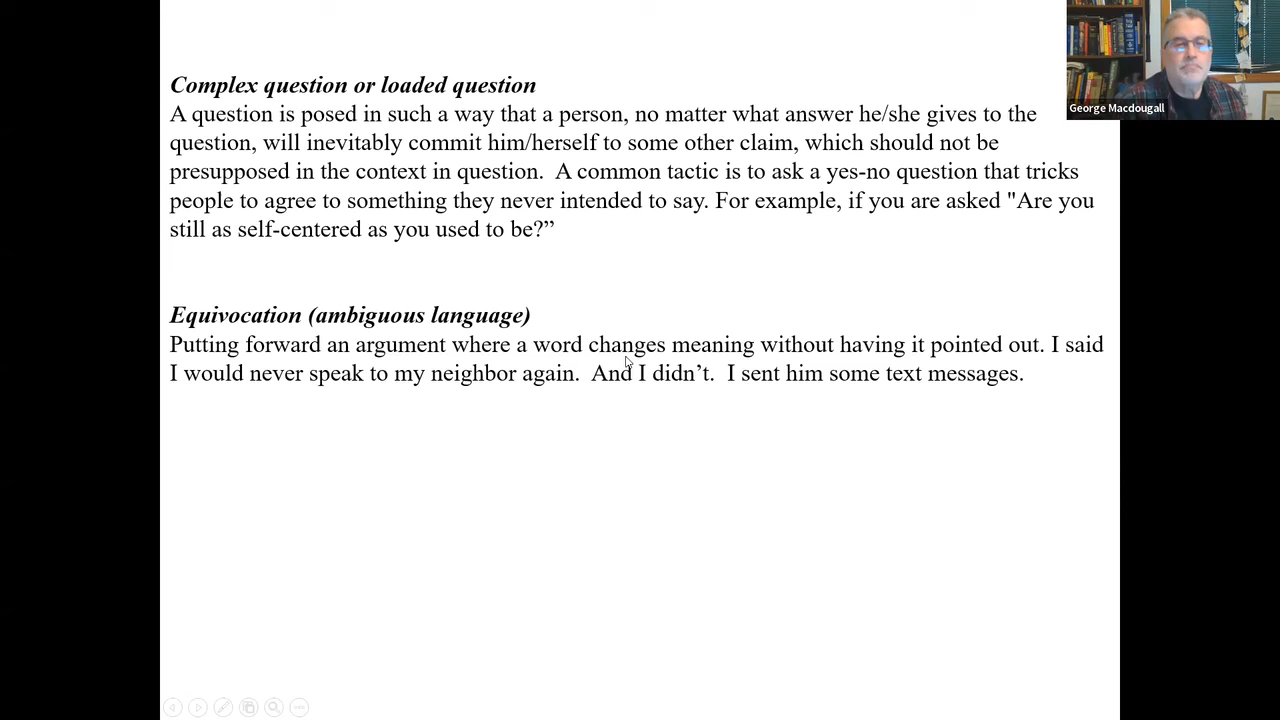 Complex question or loaded question
A question is posed in such a way that a person, no matter what answer he/she gives to the
question, will inevitably commit him/herself to some other claim, which should not be
presupposed in the context in question.  A common tactic is to ask a yes-no question that tricks
people to agree to something they never intended to say. For example, if you are asked "Are you
still as self-centered as you used to be?”
Equivocation (ambiguous language)
Putting forward an argument where a word changes meaning without having it pointed out. I said
I would never speak to my neighbor again.  And I didn’t.  I sent him some text messages.
George Macdougall